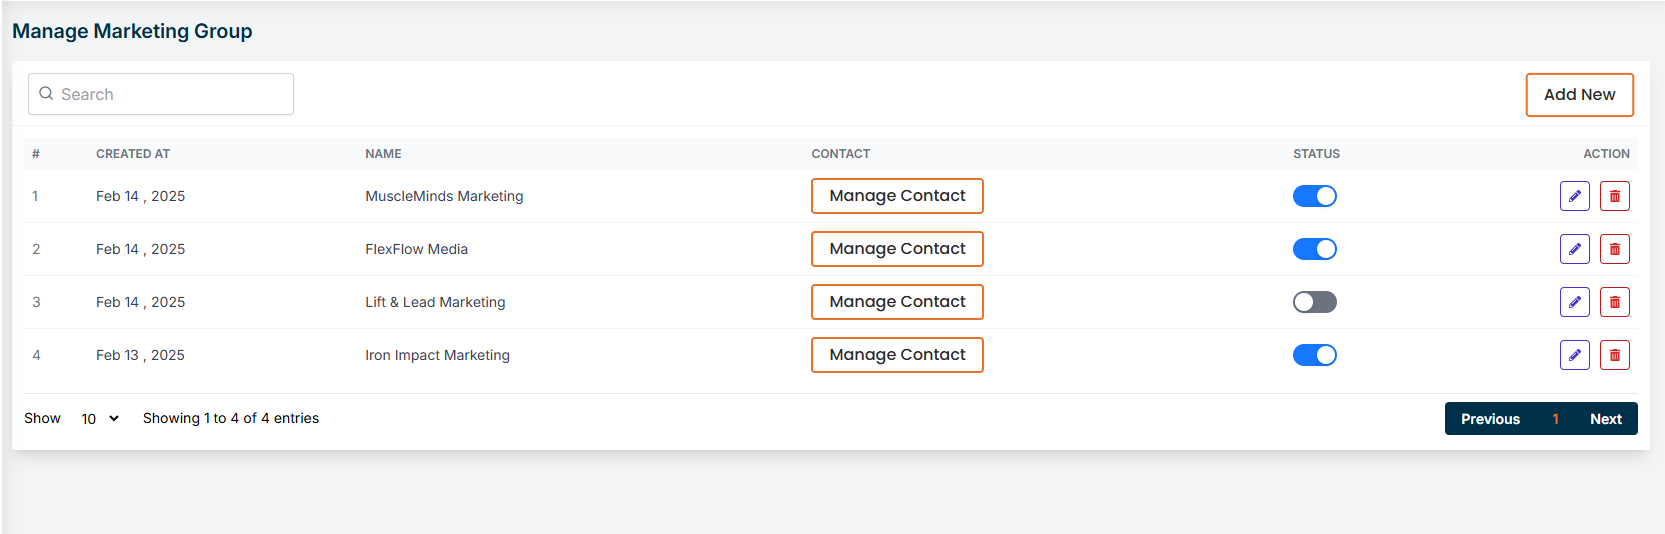 Manage Marketing Group
Search
Add New
# CREATED AT NAME CONTACT STATUS ACTION
1 Feb 14 , 2025 MuscleMinds Marketing Manage Contact
2 Feb 14 , 2025 FlexFlow Media Manage Contact
3 Feb 14 , 2025 Lift & Lead Marketing Manage Contact
4 Feb 13 , 2025 Iron Impact Marketing Manage Contact
Show 10 Showing 1 to 4 of 4 entries Previous 1 Next